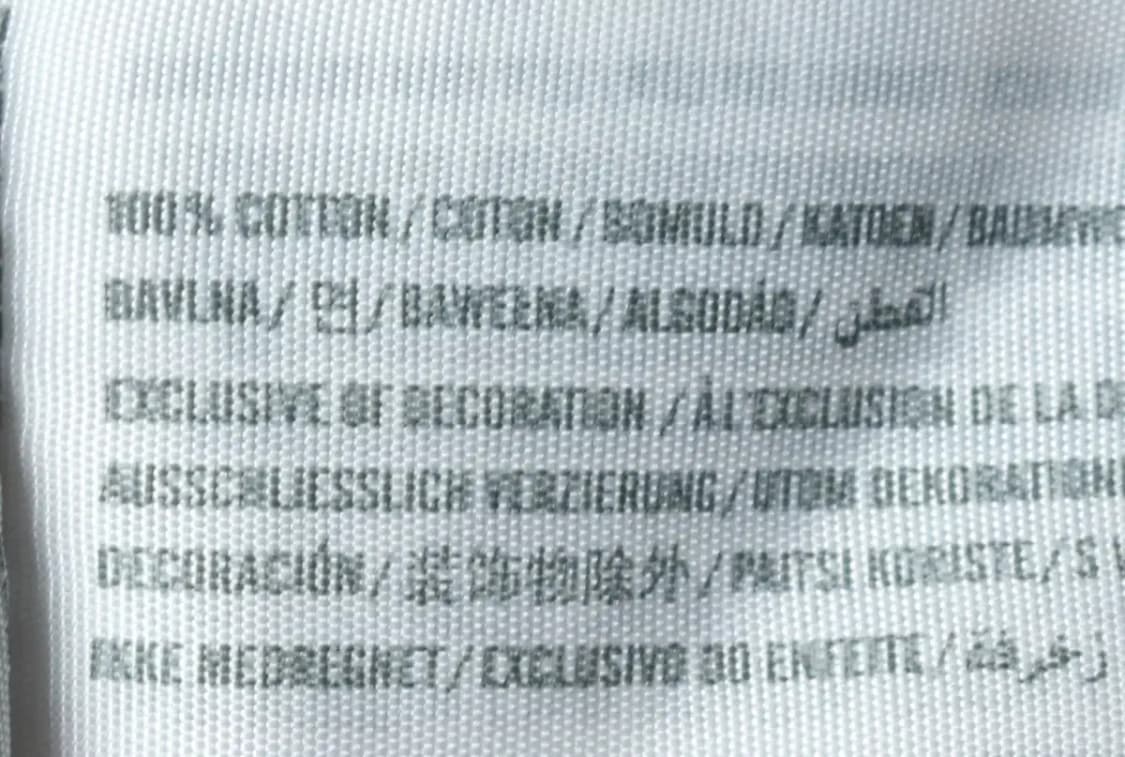 100% COTTON / COTON / BOMULD / KATOEN /
BAVLNA / 면 / BAWEŁNA / ALGODÃO / القطن
EXCLUSIVE OF DECORATION / À L'EXCLUSION DE LA
AUSSCHLIESSLICH VERZIERUNG / UTOM DEKORATION
DECORACIÓN / 装饰物除外 / PAITSI KORISTE / S
IKKE MEDREGNET / EXCLUSIVO DO ENFEITE / زخرفة